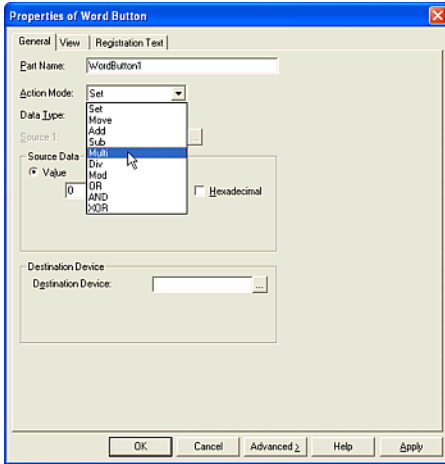 Properties of Word Button
General View Registration Text
Part Name: WordButton1
Action Mode: Set
Data Type:
Set
Move
Add
Source 1: ...
Sub
Source Data
Multi
Value
Div
Mod
0 Hexadecimal
OR
AND
XOR
Destination Device
Destination Device: ...
OK Cancel Advanced > Help Apply